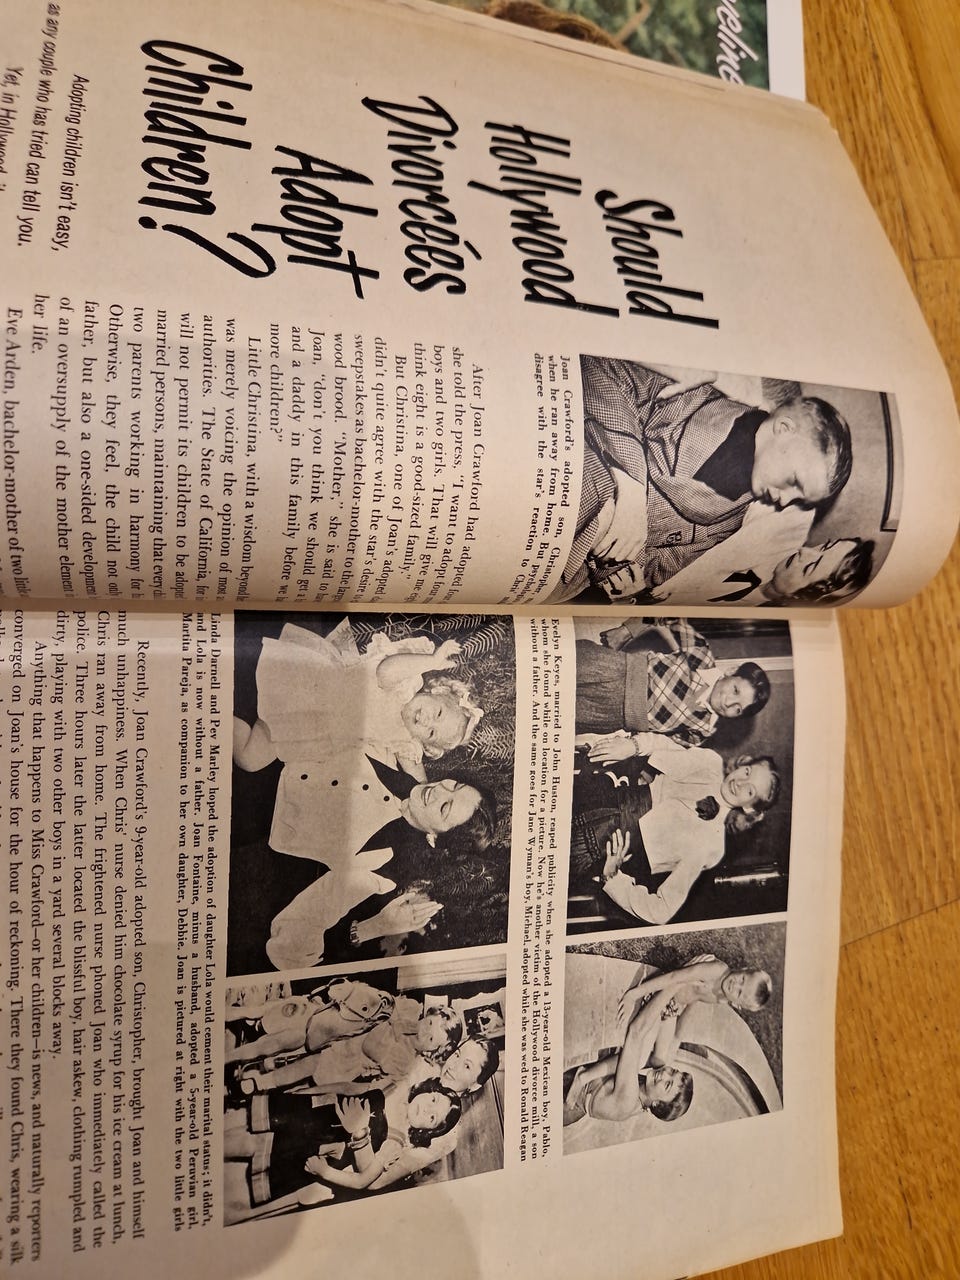 veline
Should
Hollywood
Divorcées
Adopt
Children?
Adopting children isn't easy,
as any couple who has tried can tell you.
Yet, in Hollywood, it
Joan Crawford's adopted son,
when he ran away from home. But
disagree with the star's reaction to
After Joan Crawford had adopted
she told the press, "I want to adopt four
boys and two girls. That will give me
think eight is a good-sized family."
But Christina, one of Joan's adopted
didn't quite agree with the star's desire
sweepstakes as bachelor-mother to the
wood brood. "Mother," she is said to
Joan, "don't you think we should get a
and a daddy in this family before we
more children?"
Little Christina, with a wisdom beyond
was merely voicing the opinion of most
authorities. The State of California, for
will not permit its children to be
married persons, maintaining that every
two parents working in harmony for
Otherwise, they feel, the child not only
father, but also a one-sided development
of an oversupply of the mother element
her life.
Eve Arden, bachelor-mother of two little
Evelyn Keyes, married to John Huston, reaped publicity when she adopted a 13-year-old Mexican boy, Pablo,
whom she found while on location for a picture. Now he's another victim of the Hollywood divorce mill, a son
without a father. And the same goes for Jane Wyman's boy, Michael, adopted while she was wed to Ronald Reagan
Linda Darnell and Pev Marley hoped the adoption of daughter Lola would cement their marital status; it didn't,
and Lola is now without a father. Joan Fontaine, minus a husband, adopted a 5-year-old Peruvian girl,
Martita Pareja, as companion to her own daughter, Debbie. Joan is pictured at right with the two little girls
Recently, Joan Crawford's 9-year-old adopted son, Christopher, brought Joan and himself
much unhappiness. When Chris' nurse denied him chocolate syrup for his ice cream at lunch,
Chris ran away from home. The frightened nurse phoned Joan who immediately called the
police. Three hours later the latter located the blissful boy, hair askew, clothing rumpled and
dirty, playing with two other boys in a yard several blocks away.
Anything that happens to Miss Crawford—or her children—is news, and naturally reporters
converged on Joan's house for the hour of reckoning. There they found Chris, wearing a silk